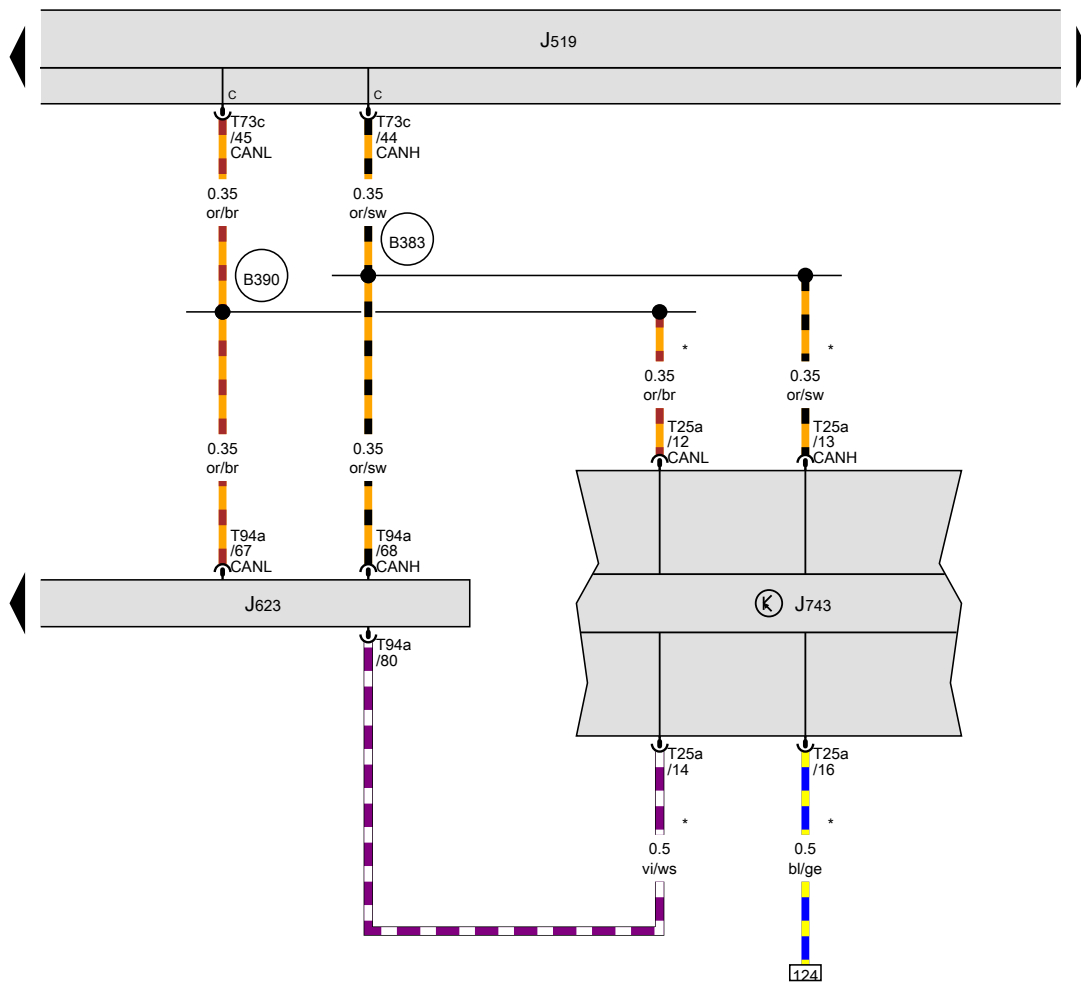 J519
c
c
T73c
/45
CANL
T73c
/44
CANH
0.35
or/br
0.35
or/sw
B383
B390
*
*
0.35
or/br
0.35
or/sw
T25a
/12
CANL
T25a
/13
CANH
0.35
or/br
0.35
or/sw
T94a
/67
CANL
T94a
/68
CANH
J623
K J743
T94a
/80
T25a
/14
T25a
/16
*
*
0.5
vi/ws
0.5
bl/ge
124